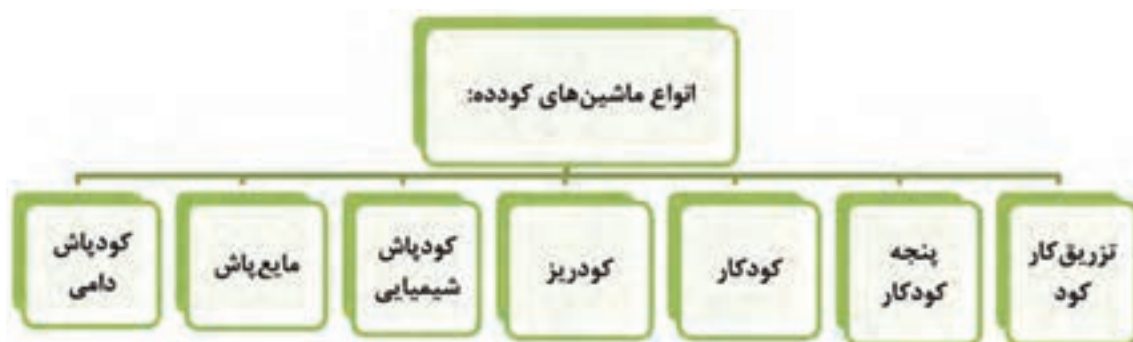 انواع ماشین‌های کودده:
تزریق‌کار
کود
پنجه
کودکار
کودکار
کودریز
کودپاش
شیمیایی
مایع‌پاش
کودپاش
دامی